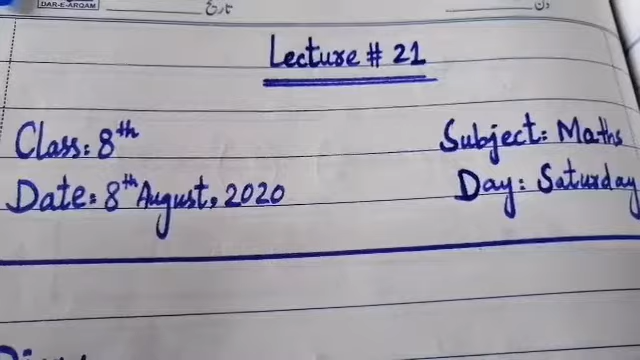 DAR-E-ARQAM
تاریخ
دن
Lecture # 21
Class: 8th
Subject: Maths
Date: 8th August, 2020
Day: Saturday